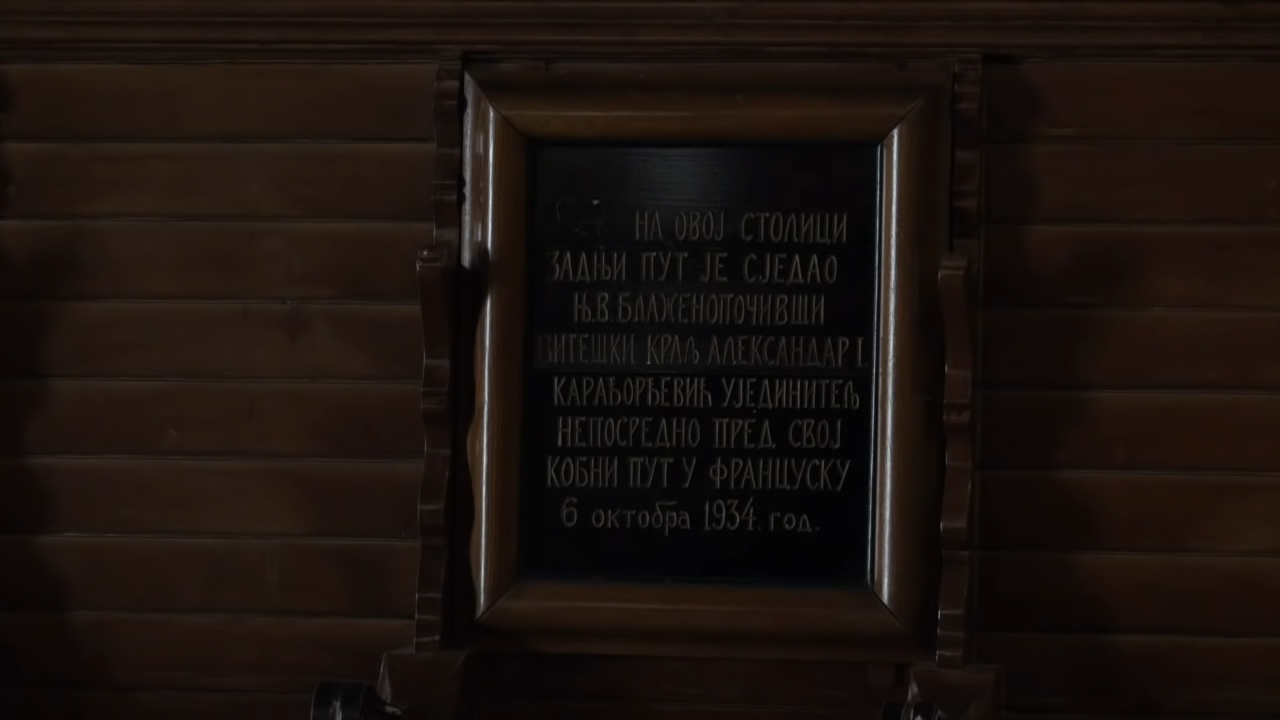 НА ОВОЈ СТОЛИЦИ
ЗАДЊИ ПУТ ЈЕ СЈЕДАО
Њ.В. БЛАЖЕНОПОЧИВШИ
ВИТЕШКИ КРАЉ АЛЕКСАНДАР I.
КАРАЂОРЂЕВИЋ УЈЕДИНИТЕЉ
НЕПОСРЕДНО ПРЕД СВОЈ
КОБНИ ПУТ У ФРАНЦУСКУ
6 октобра 1934. год.